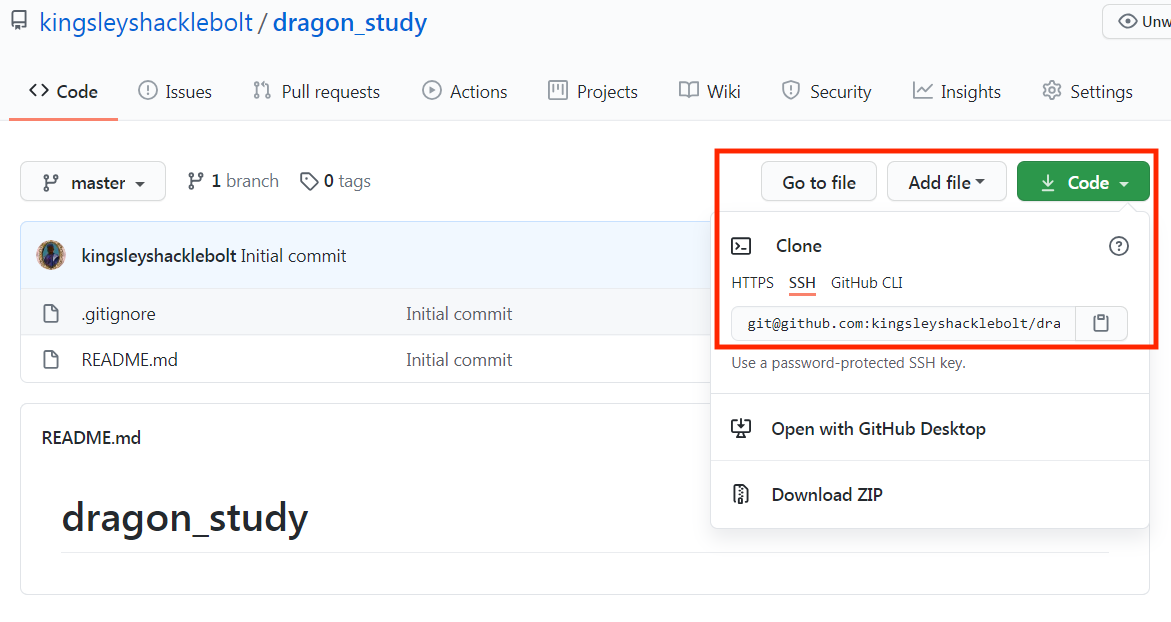 kingsleyshacklebolt / dragon_study
Unw
Code Issues Pull requests Actions Projects Wiki Security Insights Settings
master 1 branch 0 tags Go to file Add file Code
kingsleyshacklebolt Initial commit
.gitignore Initial commit
README.md Initial commit
Clone
HTTPS SSH GitHub CLI
git@github.com:kingsleyshacklebolt/dra
Use a password-protected SSH key.
Open with GitHub Desktop
Download ZIP
README.md
dragon_study